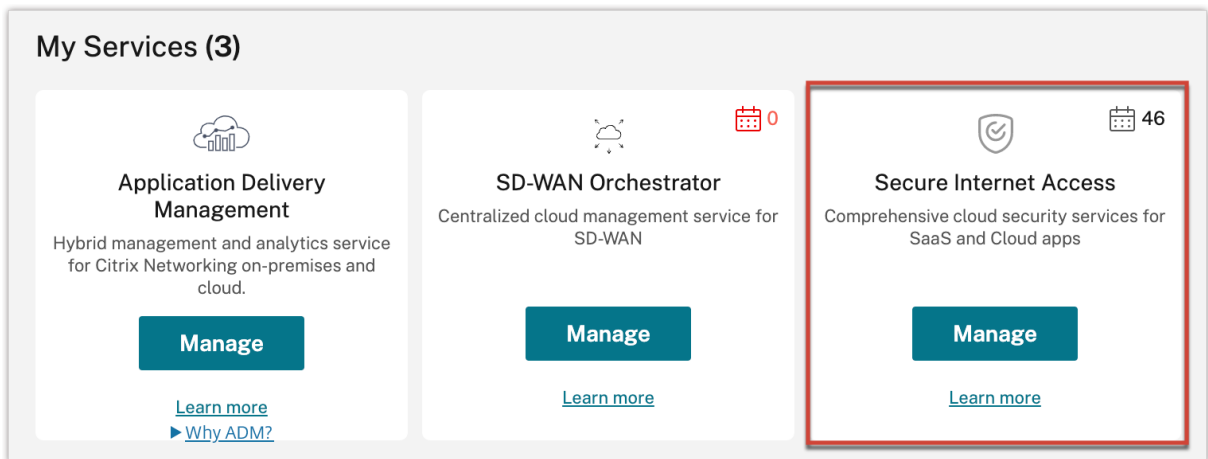 My Services (3)
Application Delivery
Management
Hybrid management and analytics service
for Citrix Networking on-premises and
cloud.
Manage
Learn more
Why ADM?
0
SD-WAN Orchestrator
Centralized cloud management service for
SD-WAN
Manage
Learn more
46
Secure Internet Access
Comprehensive cloud security services for
SaaS and Cloud apps
Manage
Learn more